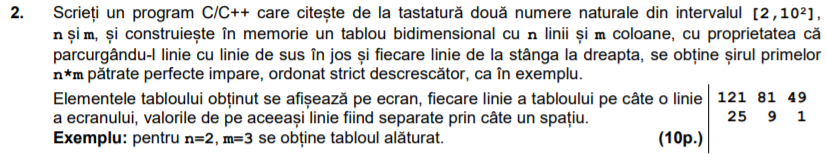 2. Scrieți un program C/C++ care citește de la tastatură două numere naturale din intervalul [2,10²],
n și m, și construiește în memorie un tablou bidimensional cu n linii și m coloane, cu proprietatea că
parcurgându-l linie cu linie de sus în jos și fiecare linie de la stânga la dreapta, se obține șirul primelor
n*m pătrate perfecte impare, ordonat strict descrescător, ca în exemplu.
Elementele tabloului obținut se afișează pe ecran, fiecare linie a tabloului pe câte o linie
a ecranului, valorile de pe aceeași linie fiind separate prin câte un spațiu.
Exemplu: pentru n=2, m=3 se obține tabloul alăturat. (10p.)
121 81 49
25 9 1